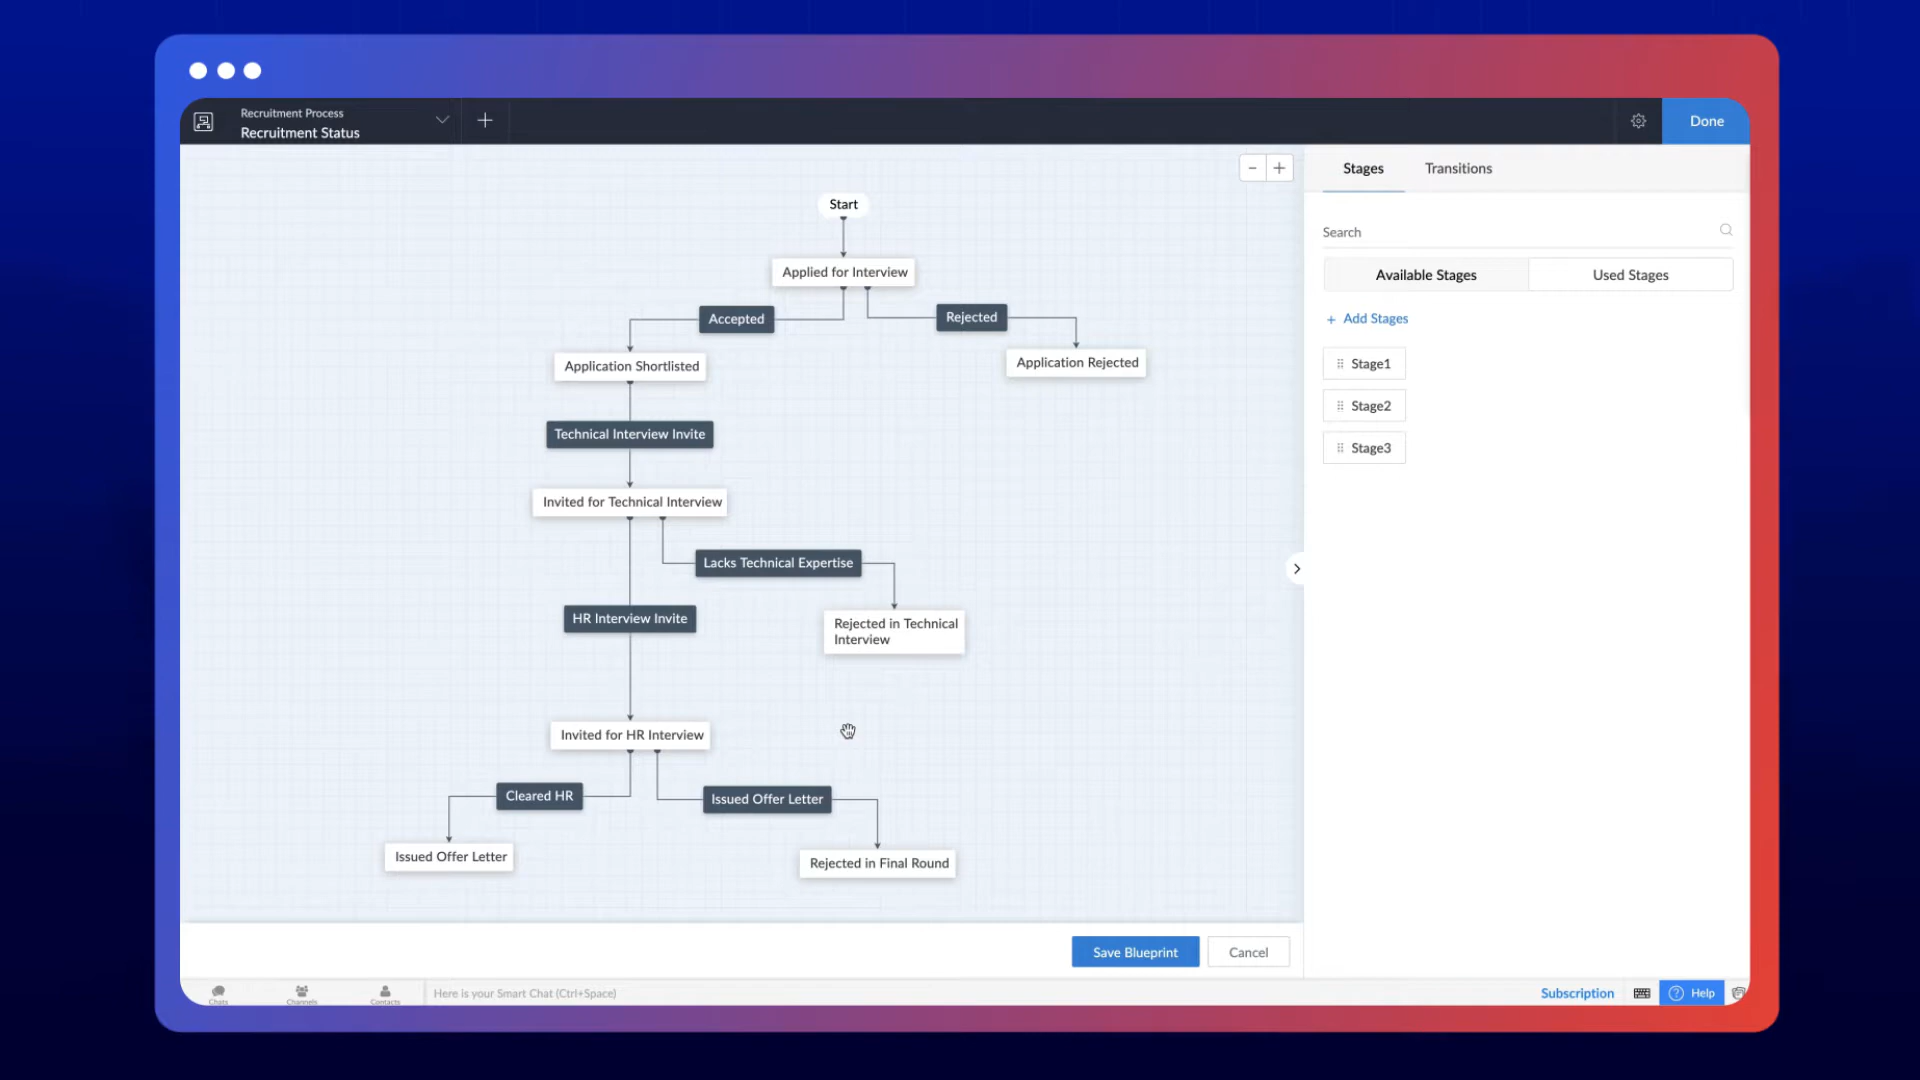 Recruitment Process
Recruitment Status
Done
Start
Applied for Interview
Accepted
Rejected
Application Shortlisted
Application Rejected
Technical Interview Invite
Invited for Technical Interview
Lacks Technical Expertise
HR Interview Invite
Rejected in Technical
Interview
Invited for HR Interview
Cleared HR
Issued Offer Letter
Issued Offer Letter
Rejected in Final Round
Stages
Transitions
Search
Available Stages
Used Stages
+ Add Stages
Stage1
Stage2
Stage3
Save Blueprint
Cancel
Chats
Channels
Contacts
Here is your Smart Chat (Ctrl+Space)
Subscription
? Help